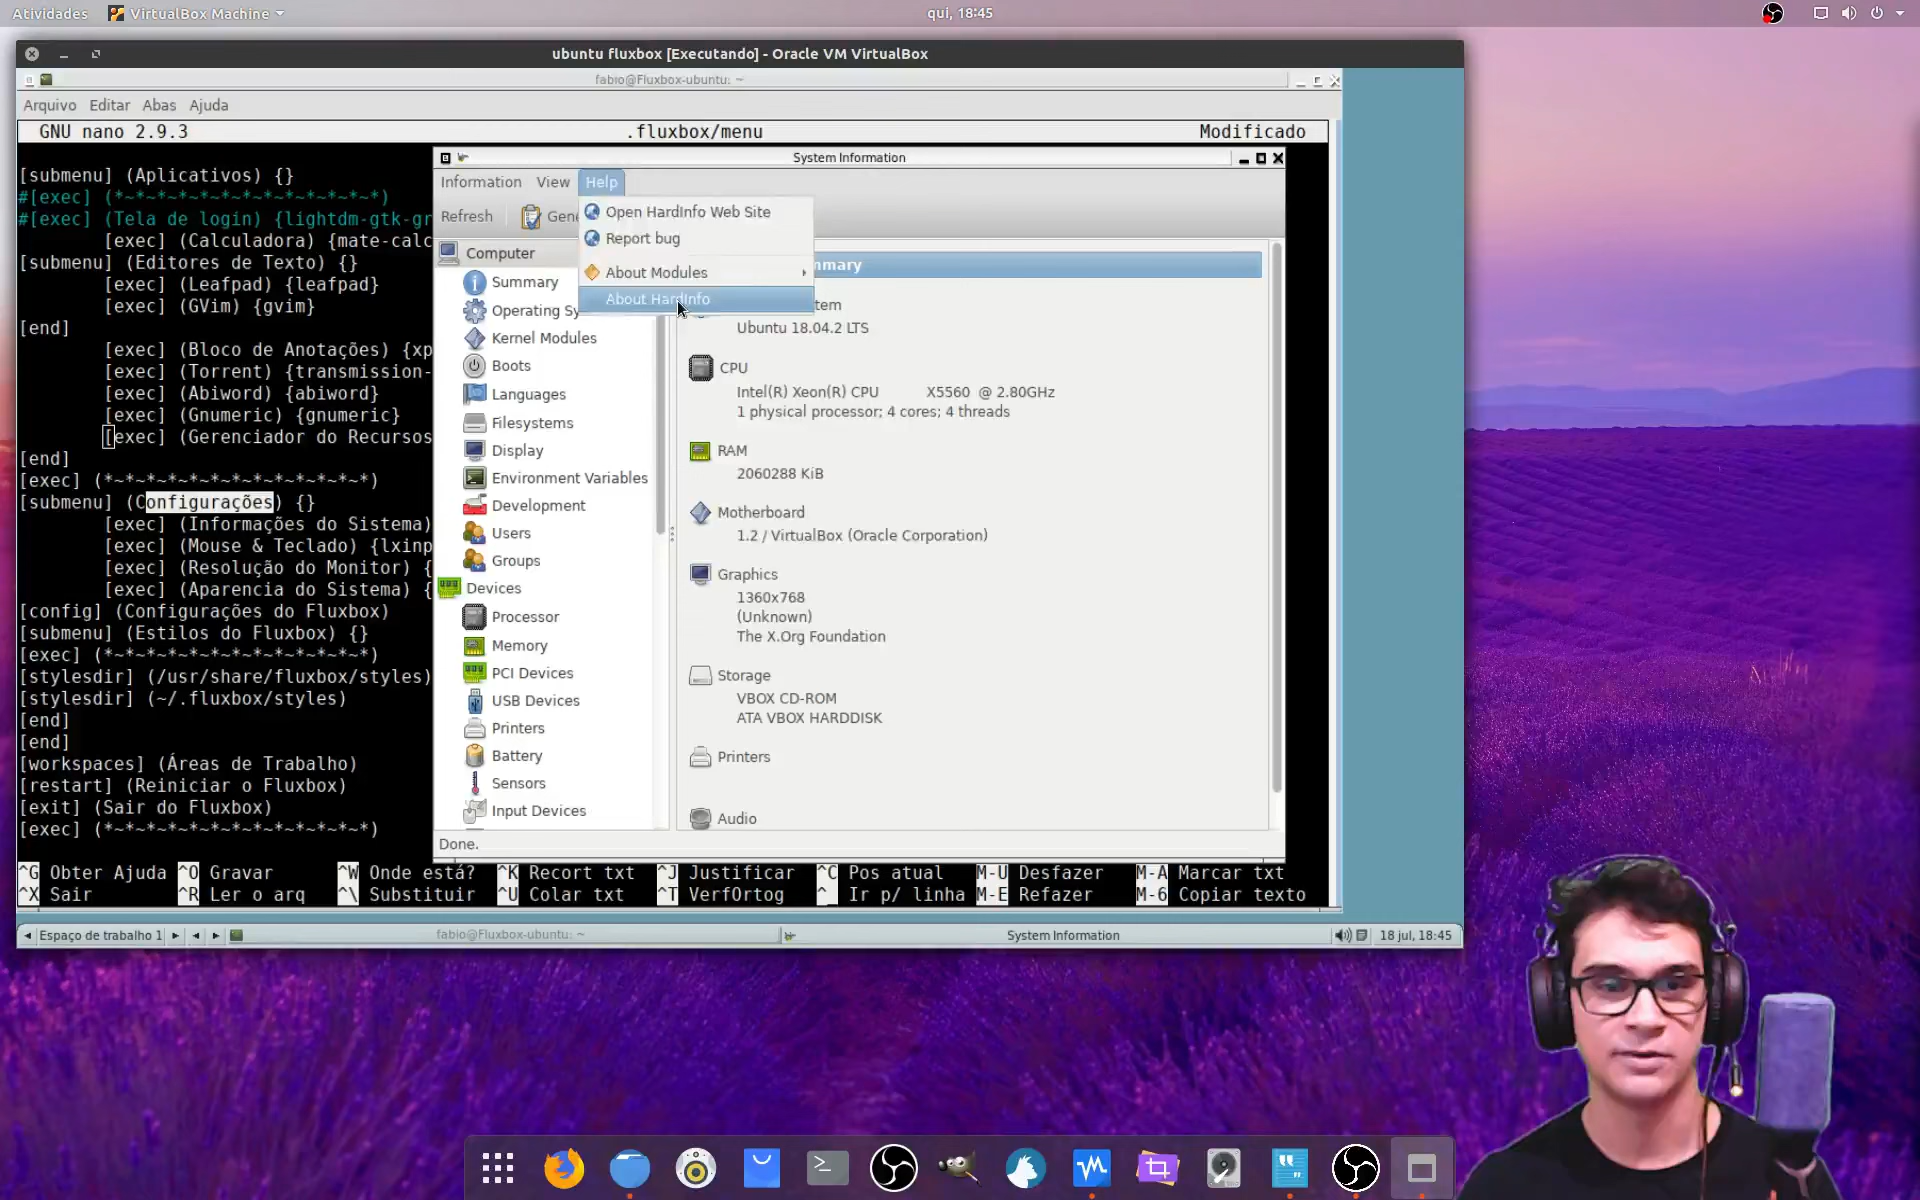 Atividades
VirtualBox Machine
qui, 18:45
ubuntu fluxbox [Executando] - Oracle VM VirtualBox
fabio@Fluxbox-ubuntu: ~
Arquivo Editar Abas Ajuda
GNU nano 2.9.3 .fluxbox/menu Modificado
[submenu] (Aplicativos) {}
#[exec] (*~*~*~*~*~*~*~*~*~*~*~*)
#[exec] (Tela de login) {lightdm-gtk-gr
[exec] (Calculadora) {mate-calc
[submenu] (Editores de Texto) {}
[exec] (Leafpad) {leafpad}
[exec] (GVim) {gvim}
[end]
[exec] (Bloco de Anotações) {xp
[exec] (Torrent) {transmission-
[exec] (Abiword) {abiword}
[exec] (Gnumeric) {gnumeric}
[exec] (Gerenciador do Recursos
[end]
[exec] (*~*~*~*~*~*~*~*~*~*~*~*)
[submenu] (Configurações) {}
[exec] (Informações do Sistema)
[exec] (Mouse & Teclado) {lxinp
[exec] (Resolução do Monitor) {
[exec] (Aparencia do Sistema) {
[config] (Configurações do Fluxbox)
[submenu] (Estilos do Fluxbox) {}
[exec] (*~*~*~*~*~*~*~*~*~*~*~*)
[stylesdir] (/usr/share/fluxbox/styles)
[stylesdir] (~/.fluxbox/styles)
[end]
[end]
[workspaces] (Áreas de Trabalho)
[restart] (Reiniciar o Fluxbox)
[exit] (Sair do Fluxbox)
[exec] (*~*~*~*~*~*~*~*~*~*~*~*)
System Information
Information View Help
Refresh Gene
Open HardInfo Web Site
Report bug
About Modules
About HardInfo
Computer
Summary
Operating Sy
Kernel Modules
Boots
Languages
Filesystems
Display
Environment Variables
Development
Users
Groups
Devices
Processor
Memory
PCI Devices
USB Devices
Printers
Battery
Sensors
Input Devices
mmary
tem
Ubuntu 18.04.2 LTS
CPU
Intel(R) Xeon(R) CPU X5560 @ 2.80GHz
1 physical processor; 4 cores; 4 threads
RAM
2060288 KiB
Motherboard
1.2 / VirtualBox (Oracle Corporation)
Graphics
1360x768
(Unknown)
The X.Org Foundation
Storage
VBOX CD-ROM
ATA VBOX HARDDISK
Printers
Audio
Done.
^G Obter Ajuda ^O Gravar ^W Onde está? ^K Recort txt ^J Justificar ^C Pos atual M-U Desfazer M-A Marcar txt
^X Sair ^R Ler o arq ^\ Substituir ^U Colar txt ^T VerfOrtog ^_ Ir p/ linha M-E Refazer M-6 Copiar texto
Espaço de trabalho 1
fabio@Fluxbox-ubuntu: ~
System Information
18 jul, 18:45